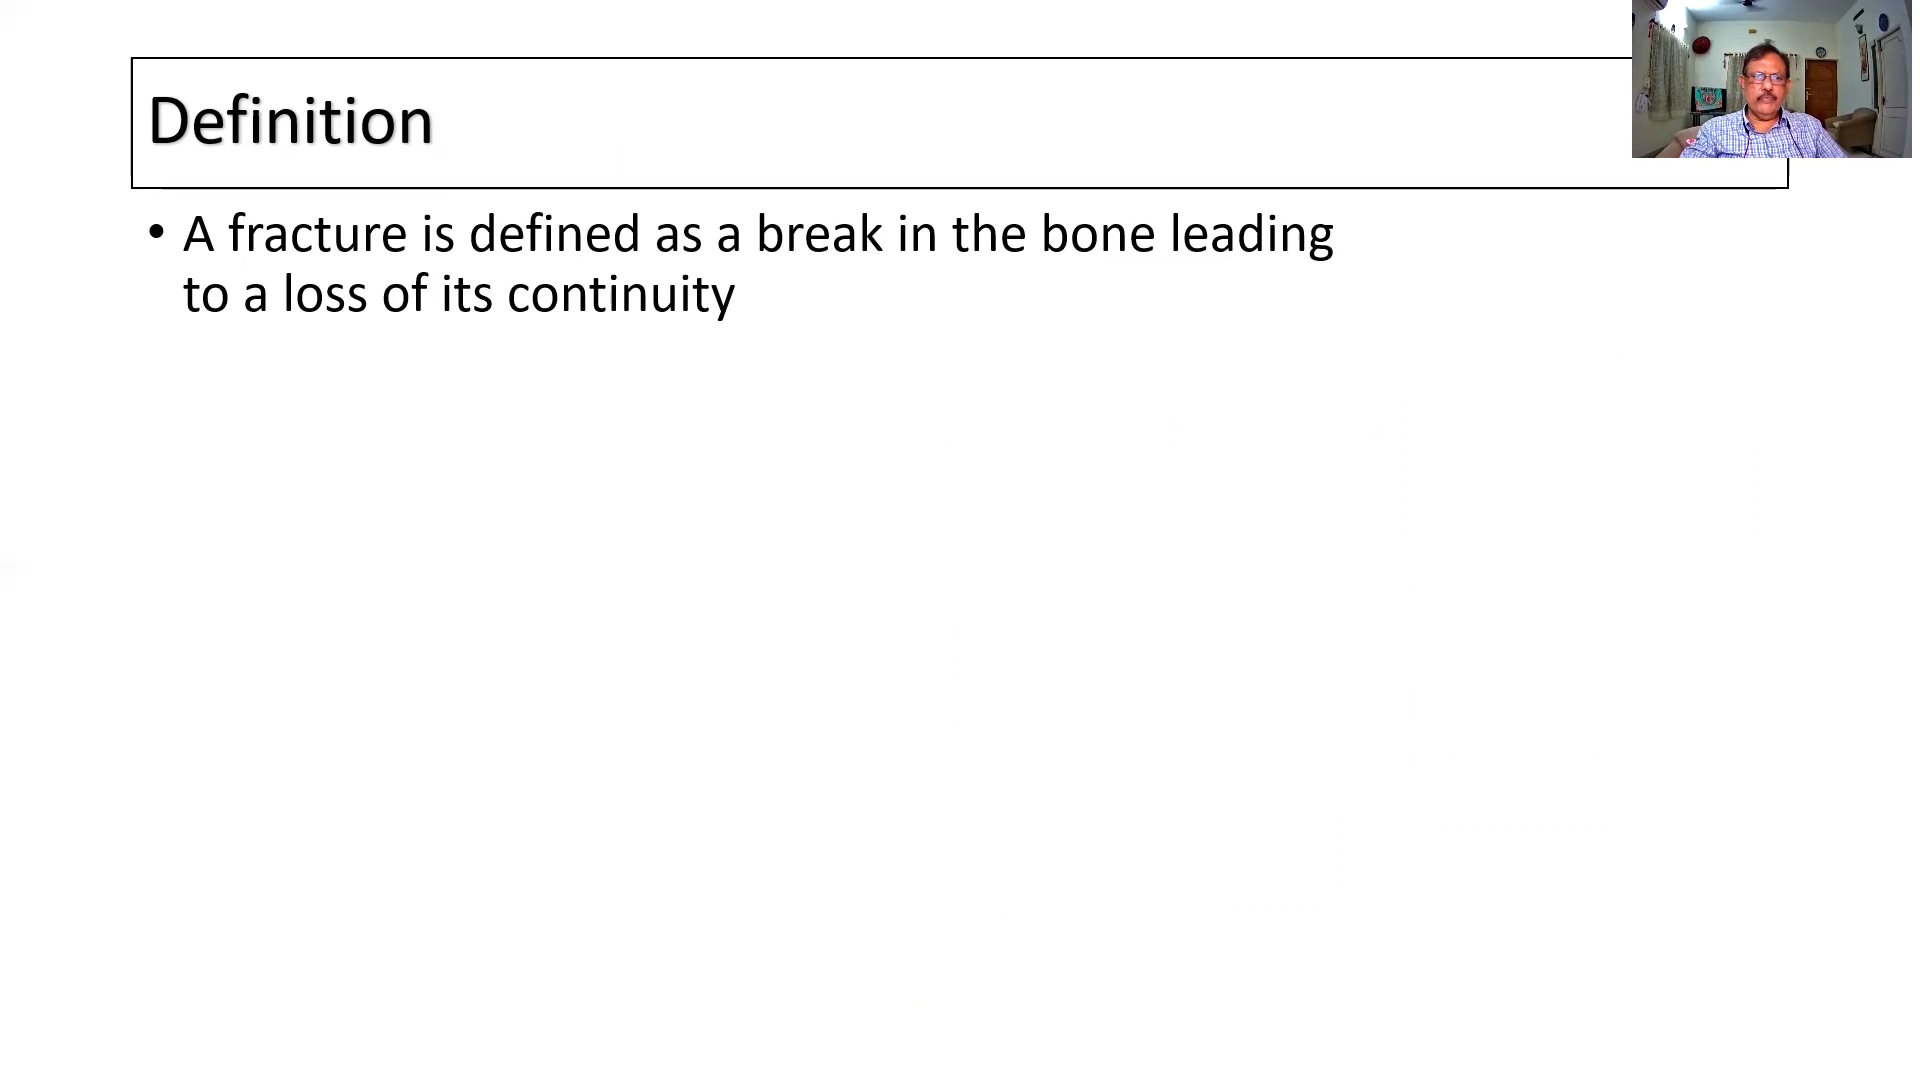 Definition
• A fracture is defined as a break in the bone leading
to a loss of its continuity